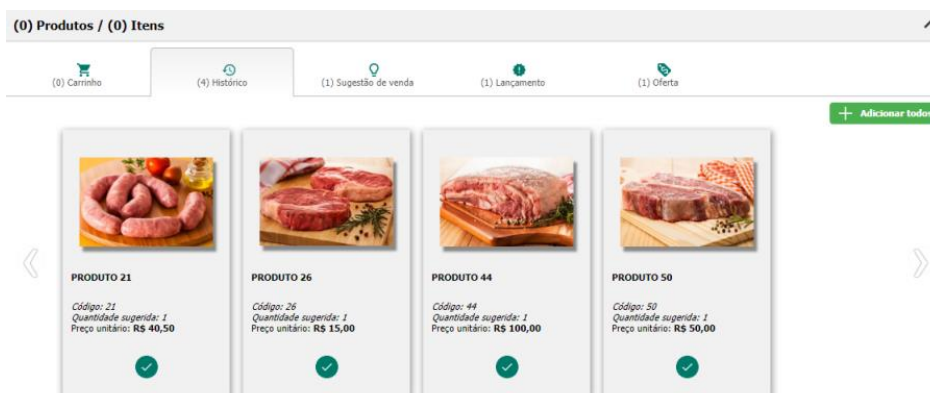 (0) Produtos / (0) Itens
(0) Carrinho
(4) Histórico
(1) Sugestão de venda
(1) Lançamento
(1) Oferta
Adicionar todos
PRODUTO 21
Código: 21
Quantidade sugerida: 1
Preço unitário: R$ 40,50
PRODUTO 26
Código: 26
Quantidade sugerida: 1
Preço unitário: R$ 15,00
PRODUTO 44
Código: 44
Quantidade sugerida: 1
Preço unitário: R$ 100,00
PRODUTO 50
Código: 50
Quantidade sugerida: 1
Preço unitário: R$ 50,00